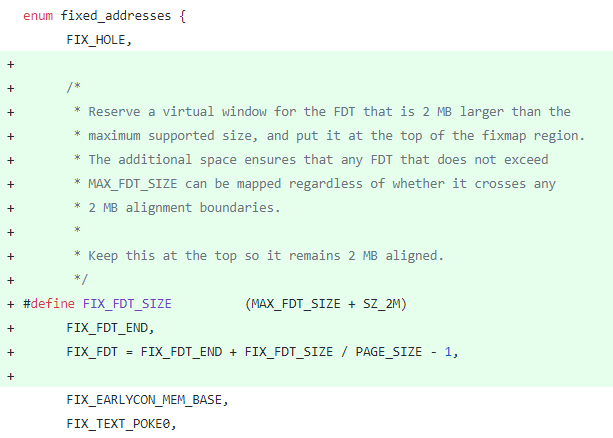 enum fixed_addresses {
FIX_HOLE,
+
+ /*
+ * Reserve a virtual window for the FDT that is 2 MB larger than the
+ * maximum supported size, and put it at the top of the fixmap region.
+ * The additional space ensures that any FDT that does not exceed
+ * MAX_FDT_SIZE can be mapped regardless of whether it crosses any
+ * 2 MB alignment boundaries.
+ *
+ * Keep this at the top so it remains 2 MB aligned.
+ */
+ #define FIX_FDT_SIZE (MAX_FDT_SIZE + SZ_2M)
+ FIX_FDT_END,
+ FIX_FDT = FIX_FDT_END + FIX_FDT_SIZE / PAGE_SIZE - 1,
+
FIX_EARLYCON_MEM_BASE,
FIX_TEXT_POKE0,